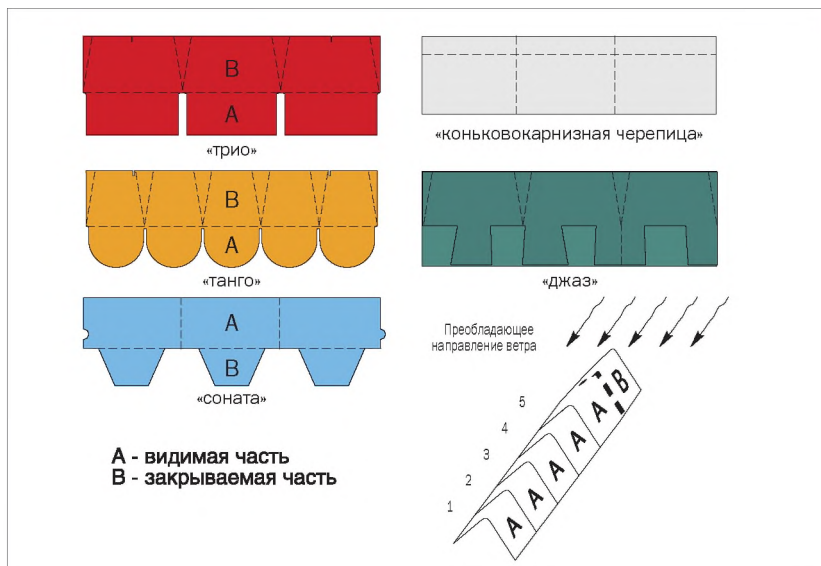 B
A
«трио»
«коньковокарнизная черепица»
B
A
«танго»
«джаз»
A
B
«соната»
Преобладающее
направление ветра
A - видимая часть
B - закрываемая часть
5
4
3
2
1
B
A
A
A
A
A